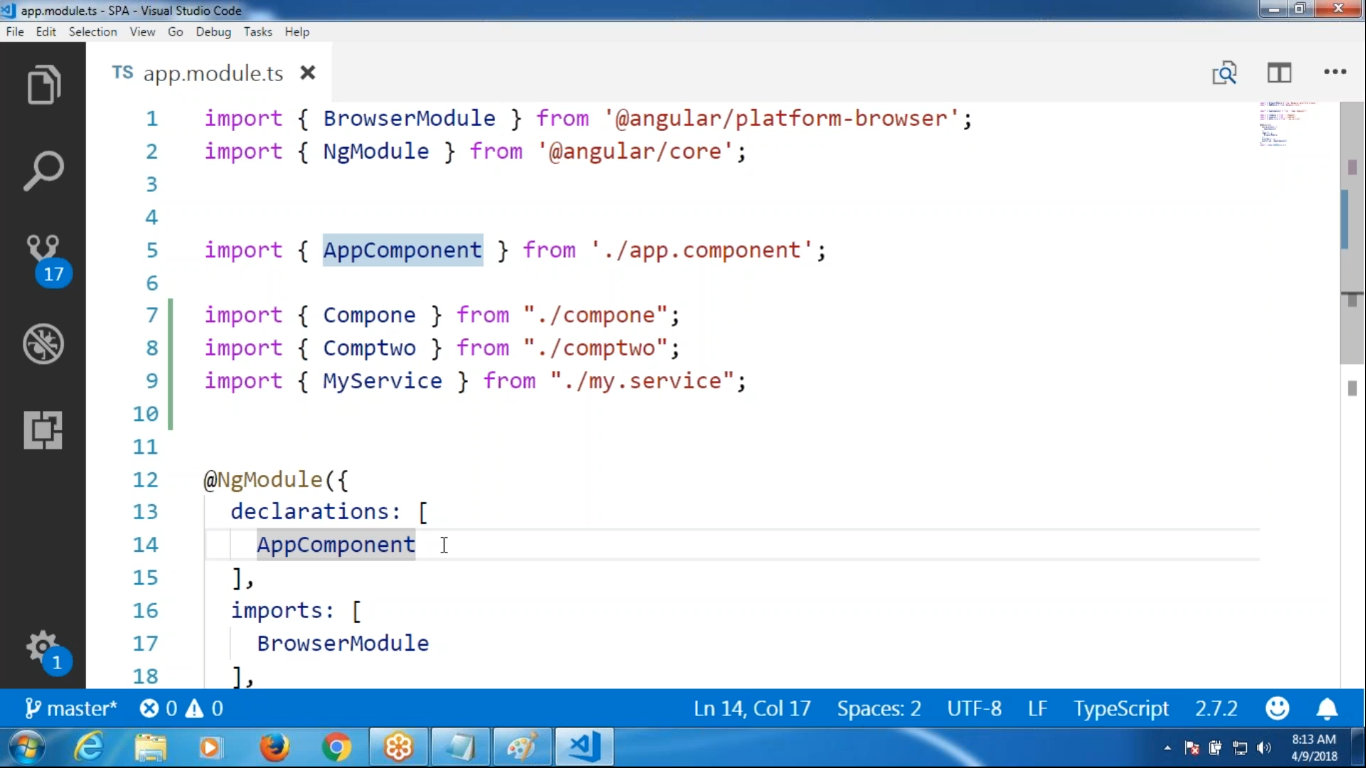 app.module.ts - SPA - Visual Studio Code
File Edit Selection View Go Debug Tasks Help
TS app.module.ts
1 import { BrowserModule } from '@angular/platform-browser';
2 import { NgModule } from '@angular/core';
3
4
5 import { AppComponent } from './app.component';
6
7 import { Compone } from "./compone";
8 import { Comptwo } from "./comptwo";
9 import { MyService } from "./my.service";
10
11
12 @NgModule({
13 declarations: [
14 AppComponent
15 ],
16 imports: [
17 BrowserModule
18 ],
17
1
master* 0 0 Ln 14, Col 17 Spaces: 2 UTF-8 LF TypeScript 2.7.2
8:13 AM
4/9/2018